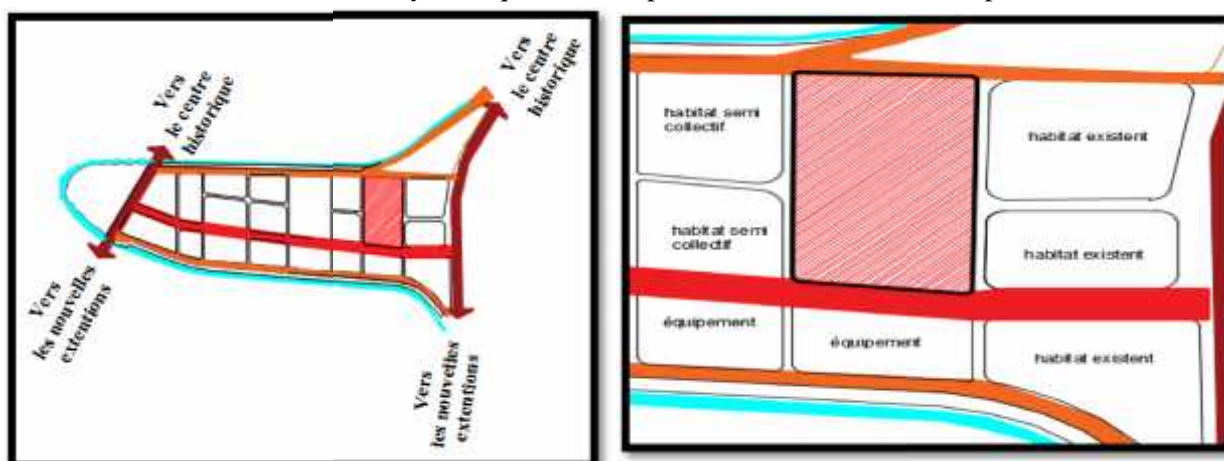 Vers
le centre
historique
Vers
le centre
historique
Vers
les nouvelles
extentions
Vers
les nouvelles
extentions
habitat semi
collectif
habitat existent
habitat semi
collectif
habitat existent
équipement
équipement
habitat existent